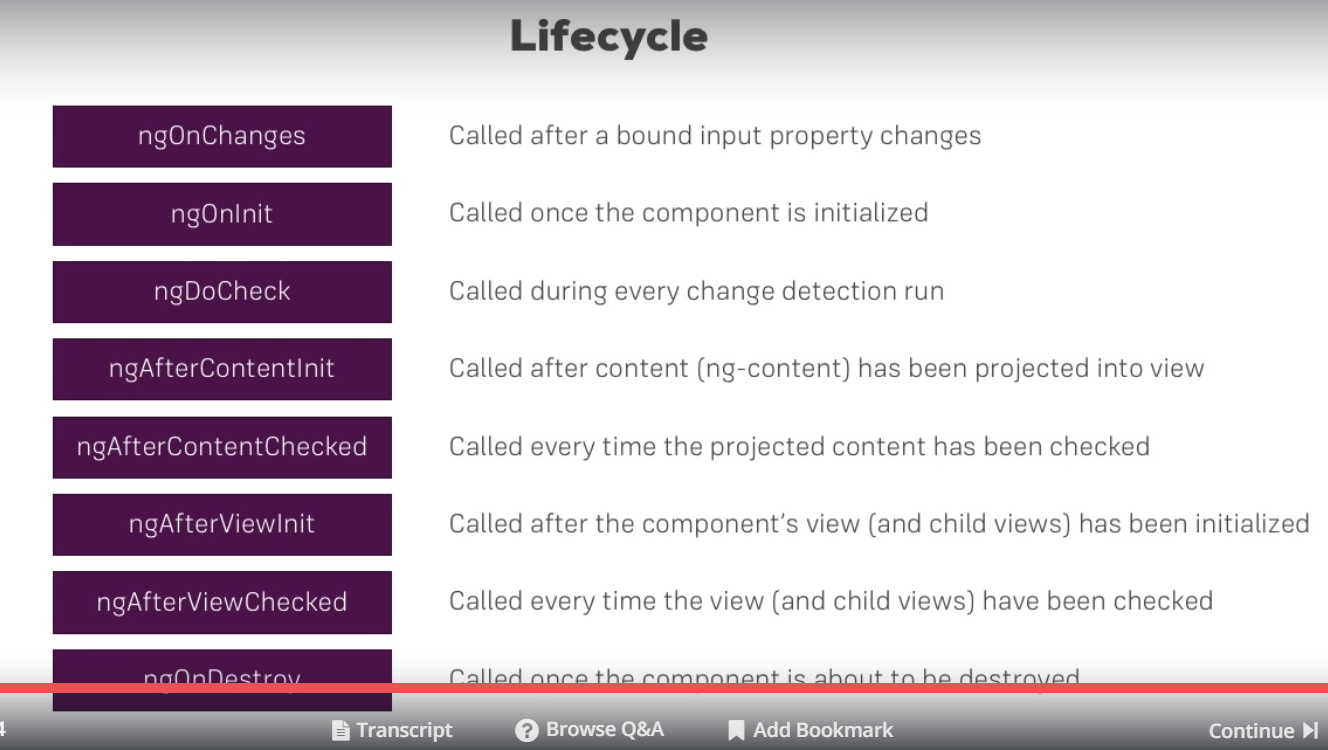 Lifecycle
ngOnChanges Called after a bound input property changes
ngOnInit Called once the component is initialized
ngDoCheck Called during every change detection run
ngAfterContentInit Called after content (ng-content) has been projected into view
ngAfterContentChecked Called every time the projected content has been checked
ngAfterViewInit Called after the component's view (and child views) has been initialized
ngAfterViewChecked Called every time the view (and child views) have been checked
ngOnDestroy Called once the component is about to be destroyed
4 Transcript Browse Q&A Add Bookmark Continue